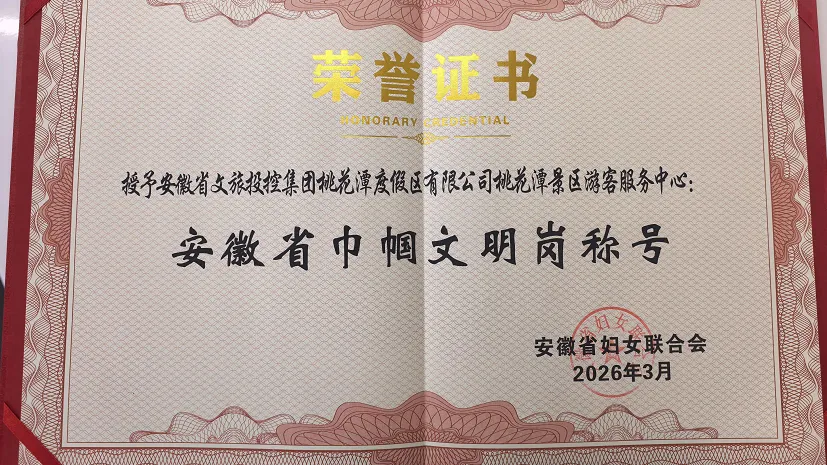 荣誉证书
HONORARY CREDENTIAL
授予安徽省文旅投控集团桃花潭度假区有限公司桃花潭景区游客服务中心：
安徽省巾帼文明岗称号
安徽省妇女联合会
2026年3月